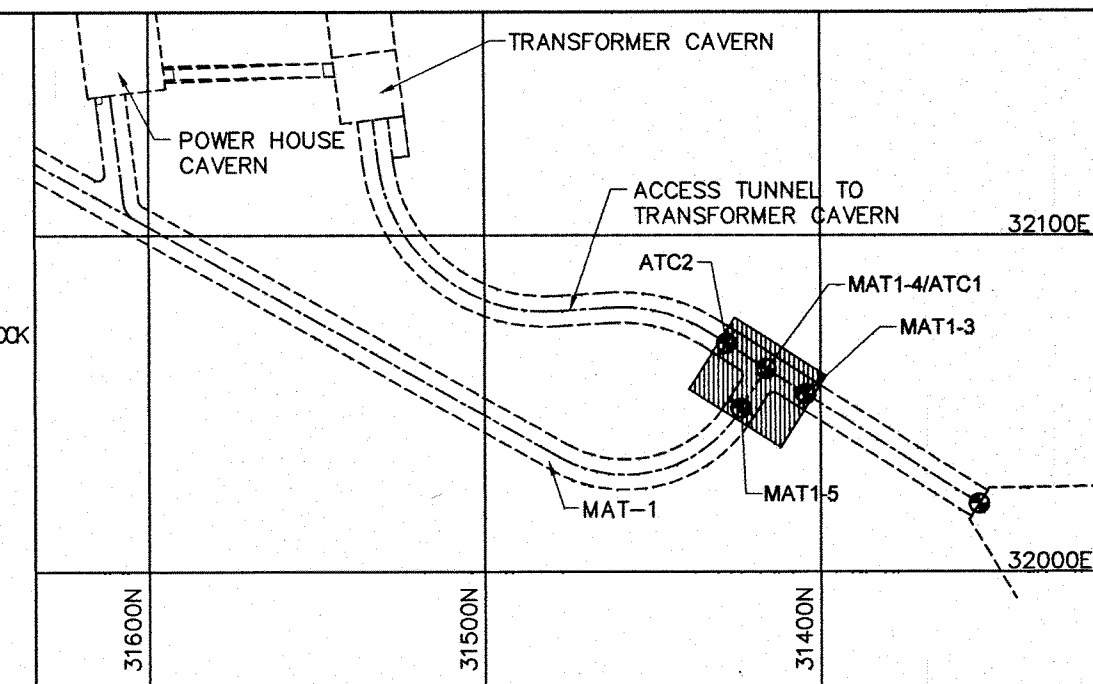 TRANSFORMER CAVERN
POWER HOUSE
CAVERN
ACCESS TUNNEL TO
TRANSFORMER CAVERN
32100E
ATC2
MAT1-4/ATC1
MAT1-3
MAT1-5
MAT-1
32000E
31600N
31500N
31400N